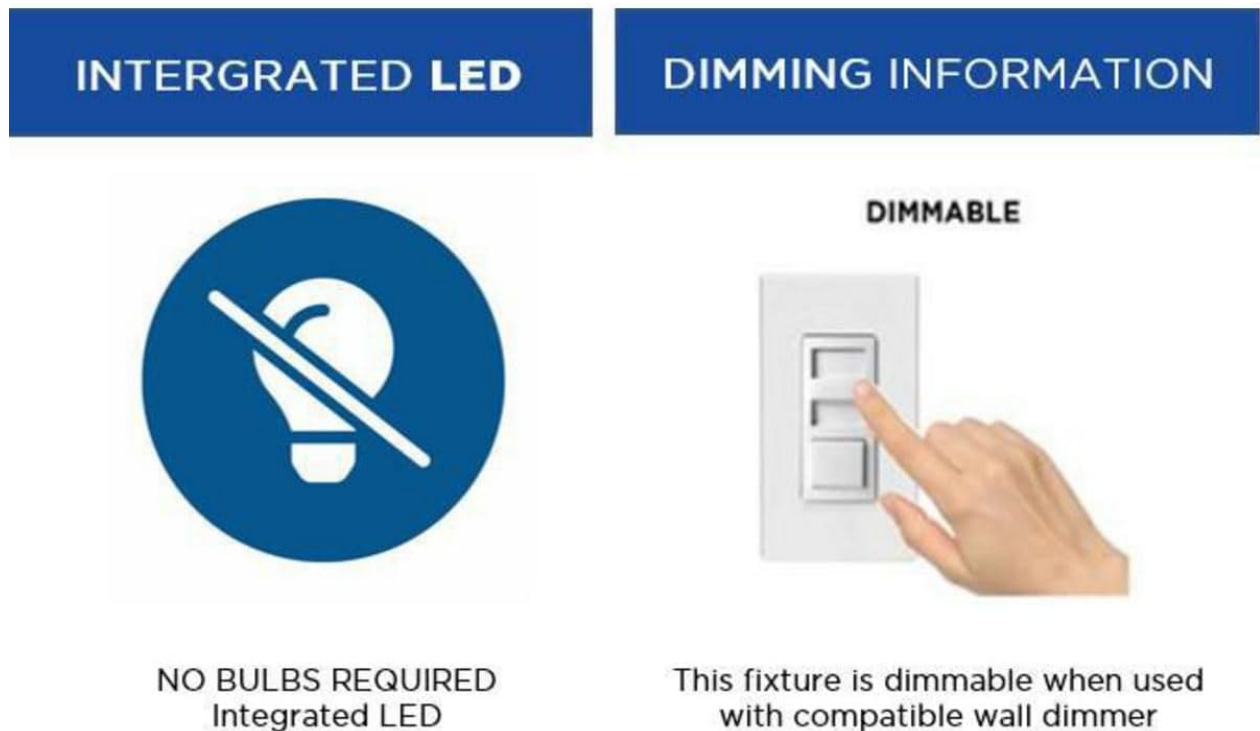 INTERGRATED LED
NO BULBS REQUIRED
Integrated LED
DIMMING INFORMATION
DIMMABLE
This fixture is dimmable when used
with compatible wall dimmer